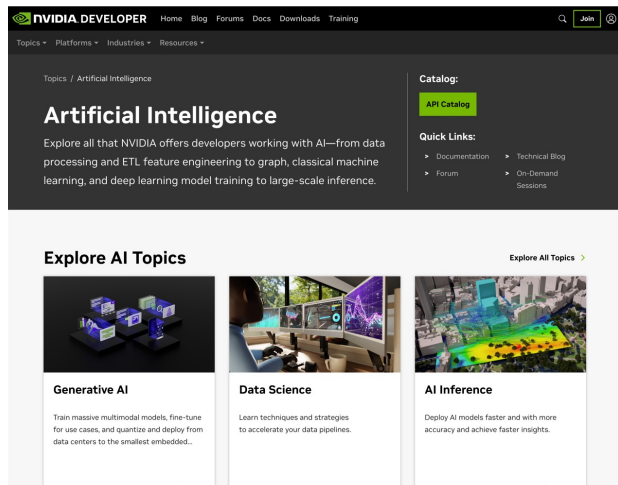 NVIDIA. DEVELOPER Home Blog Forums Docs Downloads Training Join
Topics Platforms Industries Resources
Topics / Artificial Intelligence
Artificial Intelligence
Explore all that NVIDIA offers developers working with AI—from data
processing and ETL feature engineering to graph, classical machine
learning, and deep learning model training to large-scale inference.
Catalog:
API Catalog
Quick Links:
> Documentation > Technical Blog
> Forum > On-Demand
Sessions
Explore AI Topics
Explore All Topics >
Generative AI
Train massive multimodal models, fine-tune
for use cases, and quantize and deploy from
data centers to the smallest embedded…
Data Science
Learn techniques and strategies
to accelerate your data pipelines.
AI Inference
Deploy AI models faster and with more
accuracy and achieve faster insights.